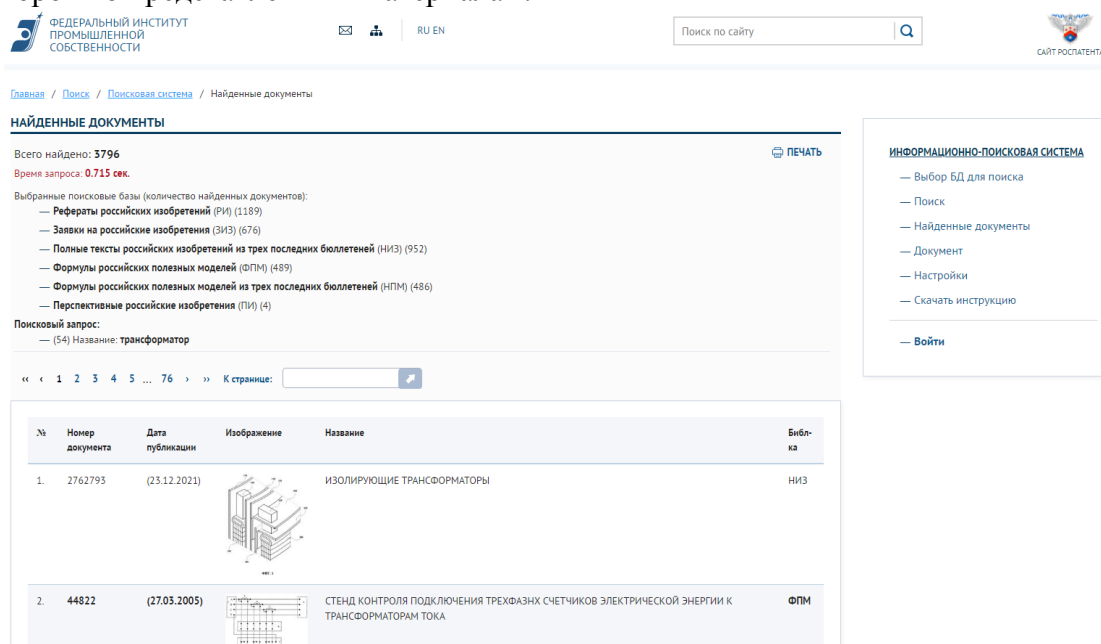 ФЕДЕРАЛЬНЫЙ ИНСТИТУТ
ПРОМЫШЛЕННОЙ
СОБСТВЕННОСТИ
RU EN
Поиск по сайту
САЙТ РОСПАТЕНТА
Главная / Поиск / Поисковая система / Найденные документы
НАЙДЕННЫЕ ДОКУМЕНТЫ
Всего найдено: 3796
ПЕЧАТЬ
Время запроса: 0.715 сек.
Выбранные поисковые базы (количество найденных документов):
— Рефераты российских изобретений (РИ) (1189)
— Заявки на российские изобретения (ЗИЗ) (676)
— Полные тексты российских изобретений из трех последних бюллетеней (НИЗ) (952)
— Формулы российских полезных моделей (ФПМ) (489)
— Формулы российских полезных моделей из трех последних бюллетеней (НПМ) (486)
— Перспективные российские изобретения (ПИ) (4)
Поисковый запрос:
— (54) Название: трансформатор
‹‹ ‹ 1 2 3 4 5 ... 76 › ›› К странице:
№ Номер документа Дата публикации Изображение Название Библ-ка
1. 2762793 (23.12.2021) ИЗОЛИРУЮЩИЕ ТРАНСФОРМАТОРЫ НИЗ
2. 44822 (27.03.2005) СТЕНД КОНТРОЛЯ ПОДКЛЮЧЕНИЯ ТРЕХФАЗНХ СЧЕТЧИКОВ ЭЛЕКТРИЧЕСКОЙ ЭНЕРГИИ К ФПМ
ТРАНСФОРМАТОРАМ ТОКА
ИНФОРМАЦИОННО-ПОИСКОВАЯ СИСТЕМА
— Выбор БД для поиска
— Поиск
— Найденные документы
— Документ
— Настройки
— Скачать инструкцию
— Войти